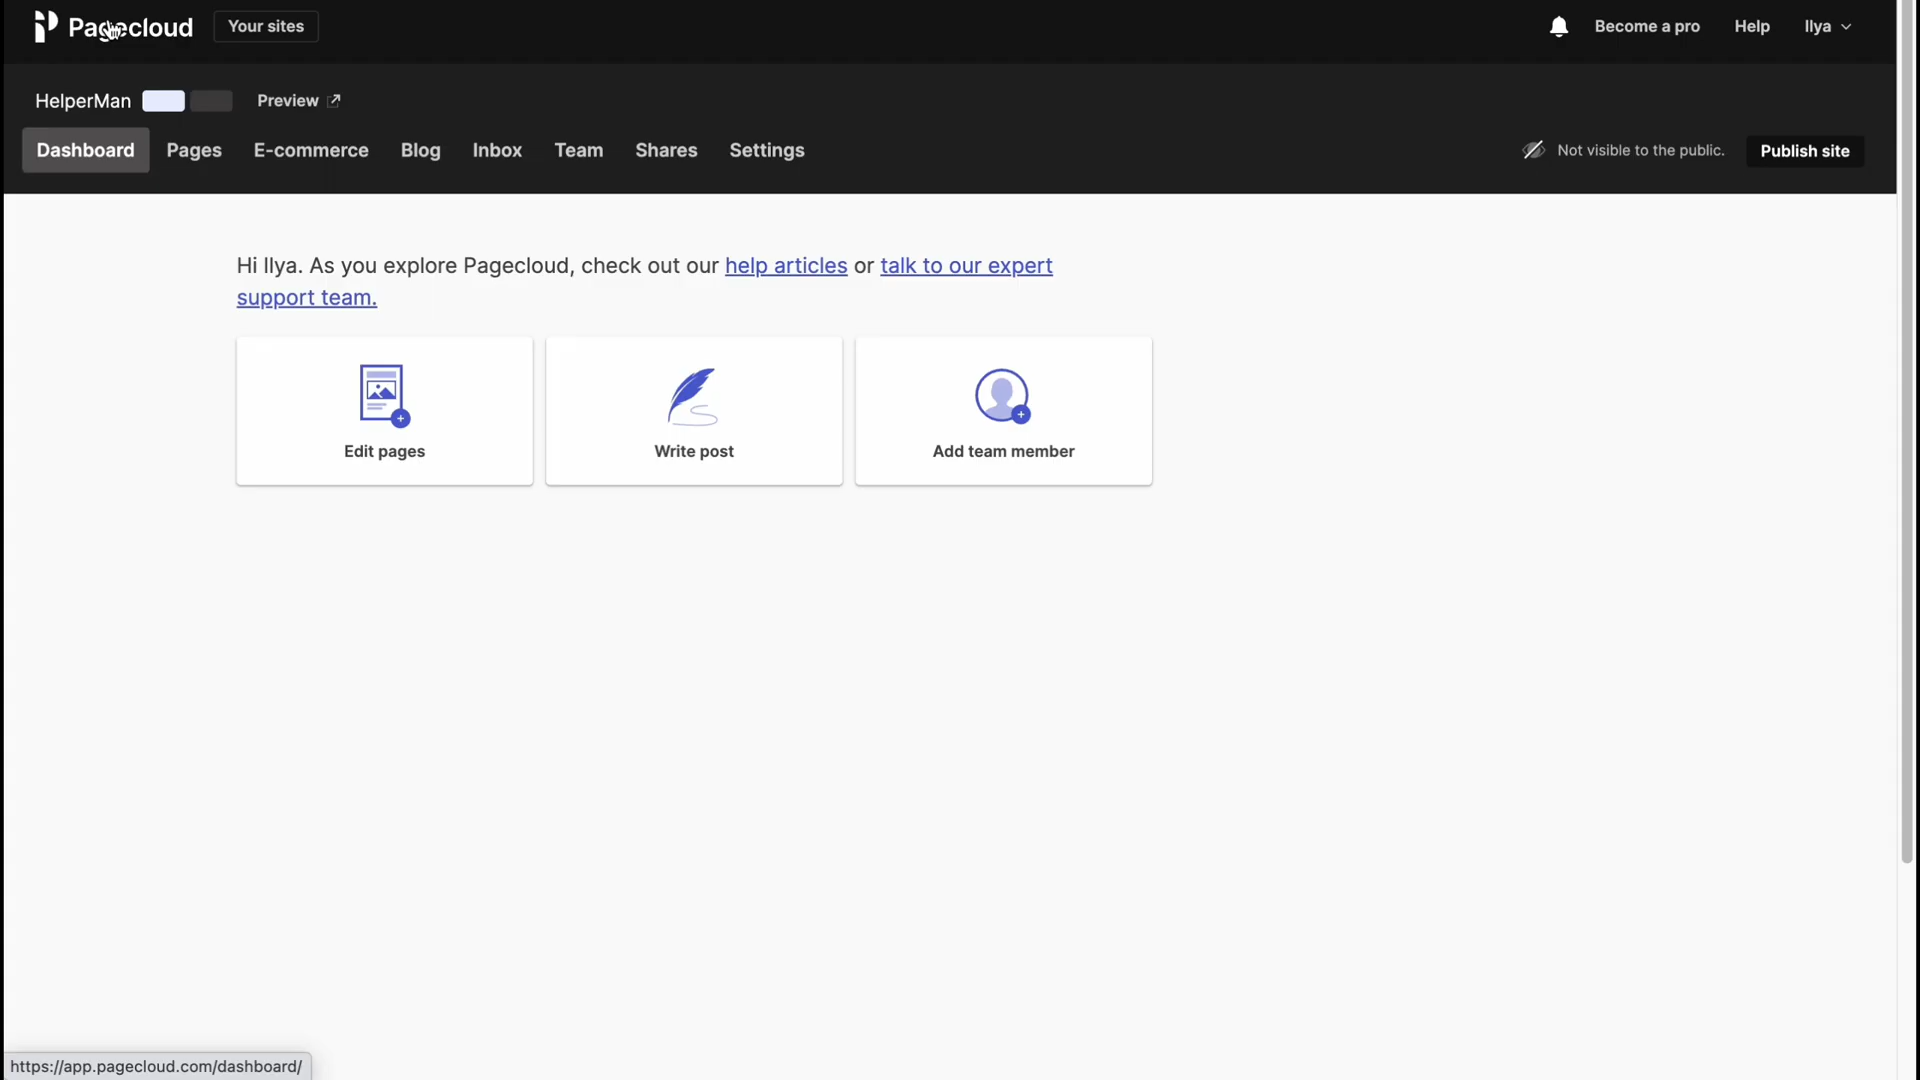 Pagecloud
Your sites
Become a pro
Help
Ilya
HelperMan
Preview
Dashboard
Pages
E-commerce
Blog
Inbox
Team
Shares
Settings
Not visible to the public.
Publish site
Hi Ilya. As you explore Pagecloud, check out our help articles or talk to our expert
support team.
Edit pages
Write post
Add team member
https://app.pagecloud.com/dashboard/